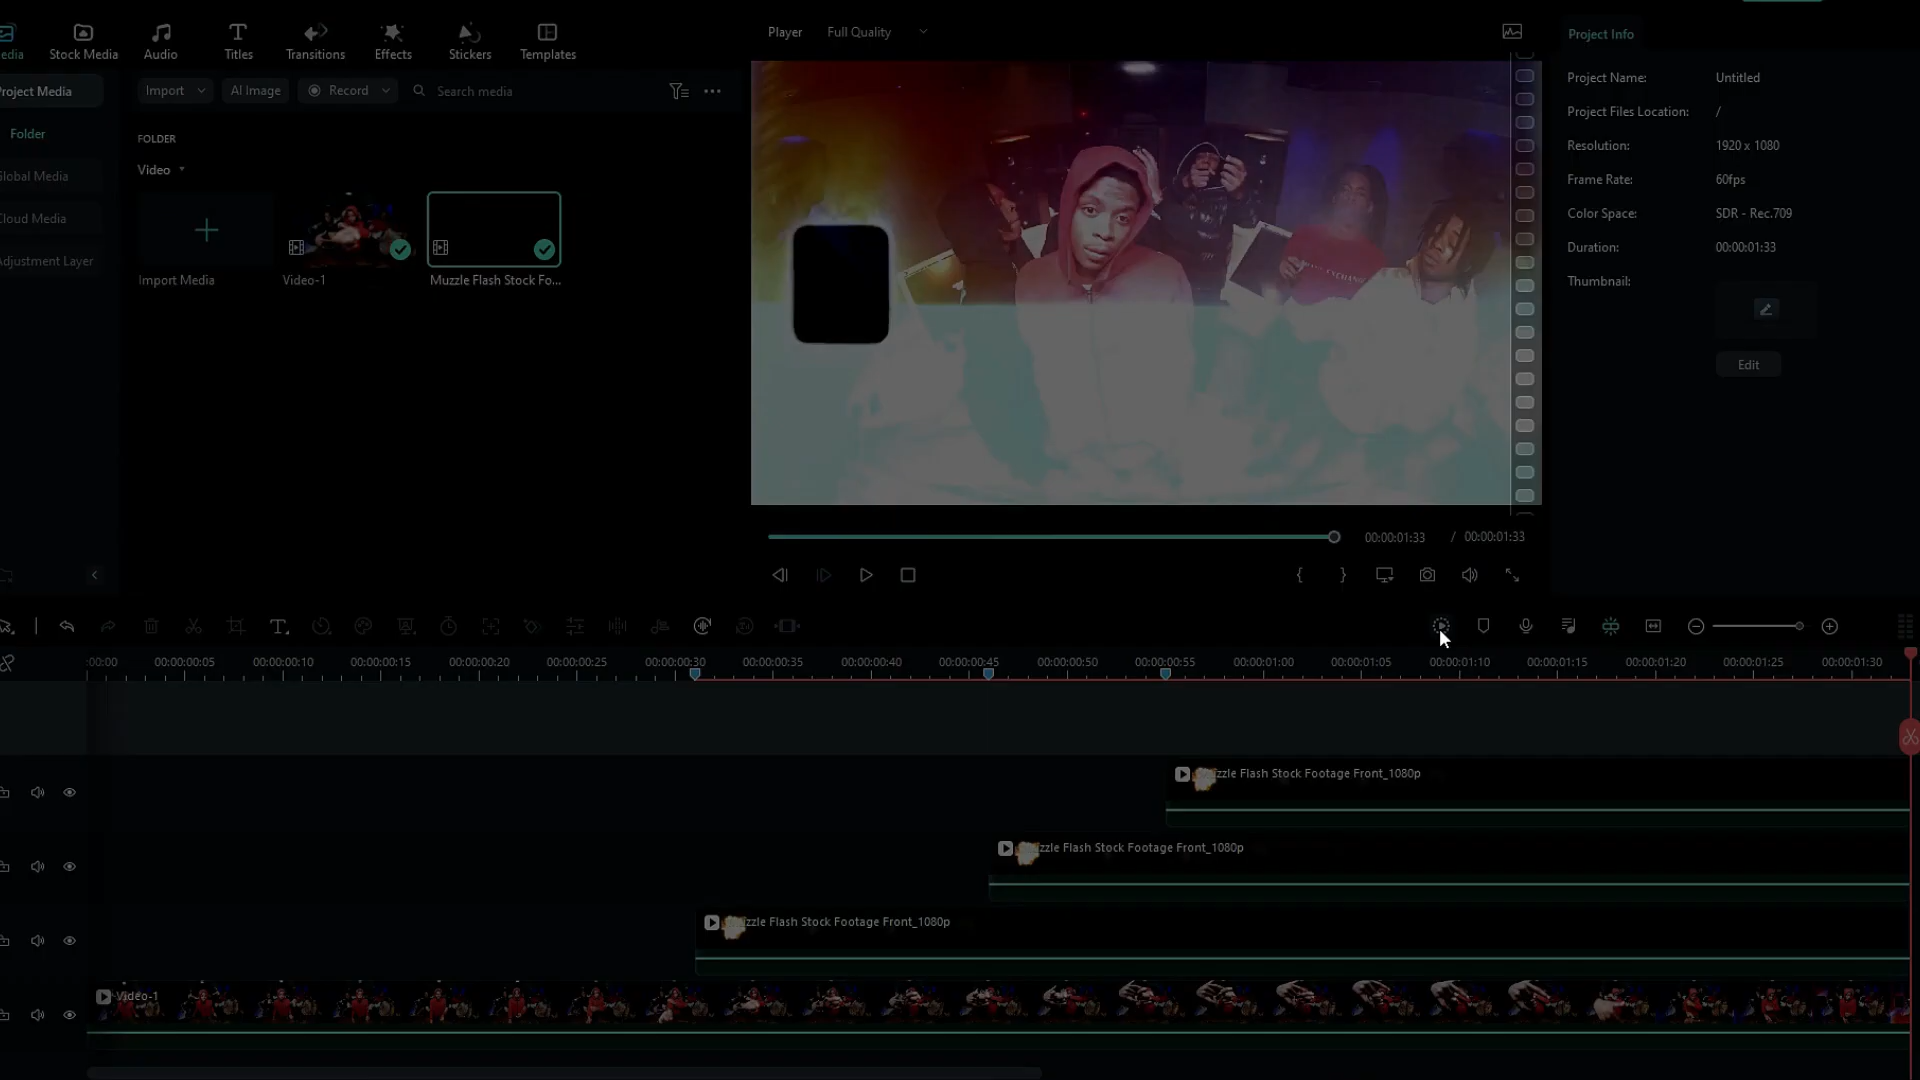 edia
Stock Media
Audio
Titles
Transitions
Effects
Stickers
Templates
Player
Full Quality
Project Info
roject Media
Import
AI Image
Record
Search media
Folder
FOLDER
Video
lobal Media
loud Media
djustment Layer
Import Media
Video-1
Muzzle Flash Stock Fo...
Project Name:
Untitled
Project Files Location:
/
Resolution:
1920 x 1080
Frame Rate:
60fps
Color Space:
SDR - Rec.709
Duration:
00:00:01:33
Thumbnail:
Edit
00:00:01:33
/
00:00:01:33
:00:00
00:00:00:05
00:00:00:10
00:00:00:15
00:00:00:20
00:00:00:25
00:00:00:30
00:00:00:35
00:00:00:40
00:00:00:45
00:00:00:50
00:00:00:55
00:00:01:00
00:00:01:05
00:00:01:10
00:00:01:15
00:00:01:20
00:00:01:25
00:00:01:30
zzle Flash Stock Footage Front_1080p
zzle Flash Stock Footage Front_1080p
zzle Flash Stock Footage Front_1080p
Video-1